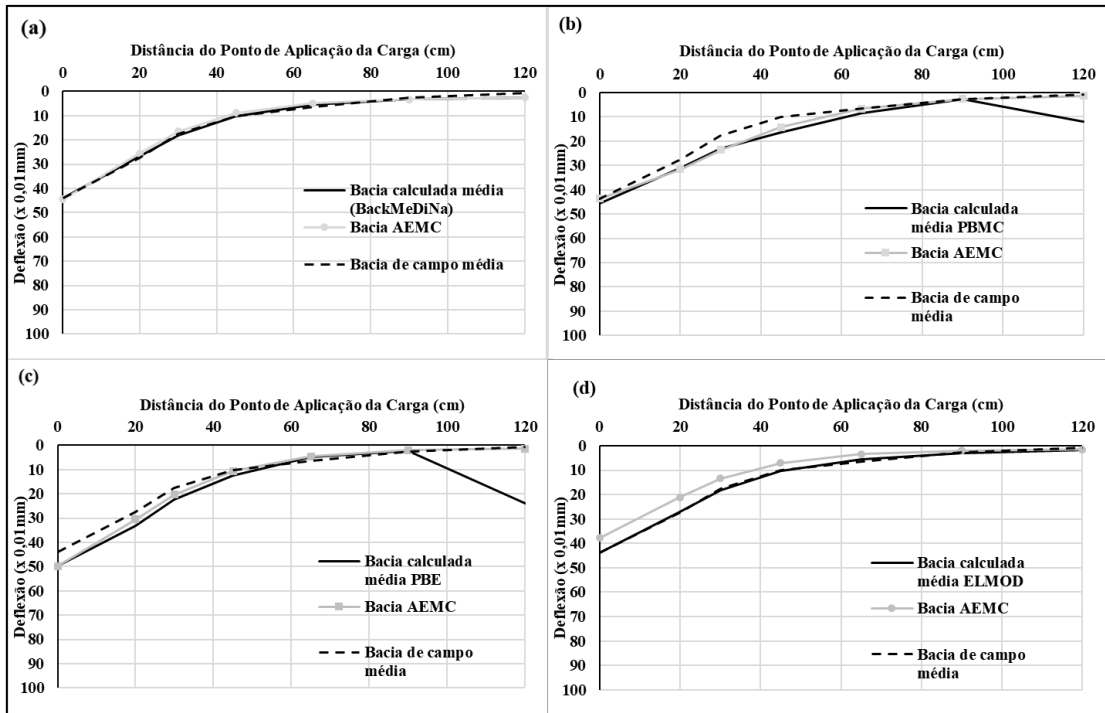 (a)
Distância do Ponto de Aplicação da Carga (cm)
0 20 40 60 80 100 120
0
10
20
30
40
50
60
70
80
90
100
Deflexão (x 0,01mm)
Bacia calculada média
(BackMeDiNa)
Bacia AEMC
Bacia de campo média
(b)
Distância do Ponto de Aplicação da Carga (cm)
0 20 40 60 80 100 120
0
10
20
30
40
50
60
70
80
90
100
Deflexão (x 0,01mm)
Bacia calculada
média PBMC
Bacia AEMC
Bacia de campo
média
(c)
Distância do Ponto de Aplicação da Carga (cm)
0 20 40 60 80 100 120
0
10
20
30
40
50
60
70
80
90
100
Deflexão (x 0,01mm)
Bacia calculada
média PBE
Bacia AEMC
Bacia de campo
média
(d)
Distância do Ponto de Aplicação da Carga (cm)
0 20 40 60 80 100 120
0
10
20
30
40
50
60
70
80
90
100
Deflexão (x 0,01mm)
Bacia calculada
média ELMOD
Bacia AEMC
Bacia de campo
média